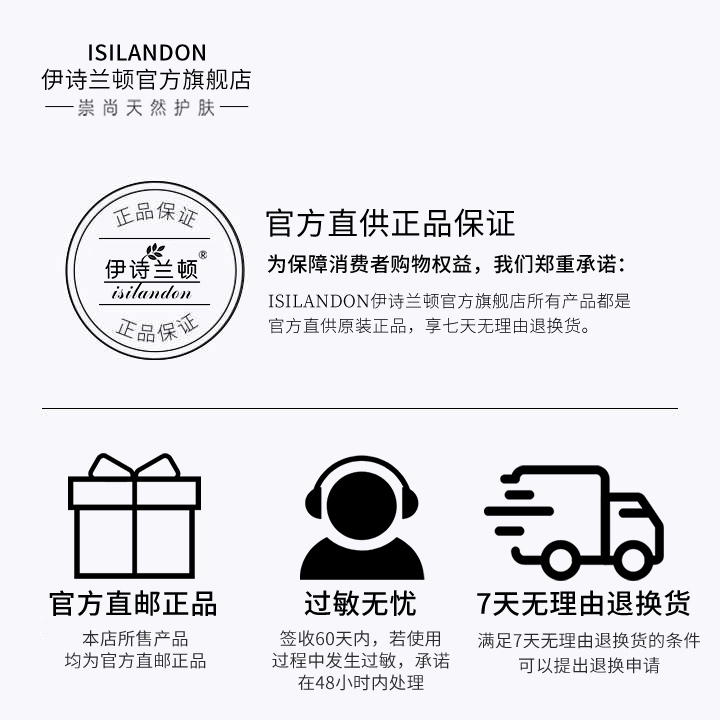 ISILANDON
伊诗兰顿官方旗舰店
崇尚天然护肤
正品保证
伊诗兰顿®
isilandon
正品保证
官方直供正品保证
为保障消费者购物权益，我们郑重承诺：
ISILANDON伊诗兰顿官方旗舰店所有产品都是
官方直供原装正品，享七天无理由退换货。
官方直邮正品
本店所售产品
均为官方直邮正品
过敏无忧
签收60天内，若使用
过程中发生过敏，承诺
在48小时内处理
7天无理由退换货
满足7天无理由退换货的条件
可以提出退换申请